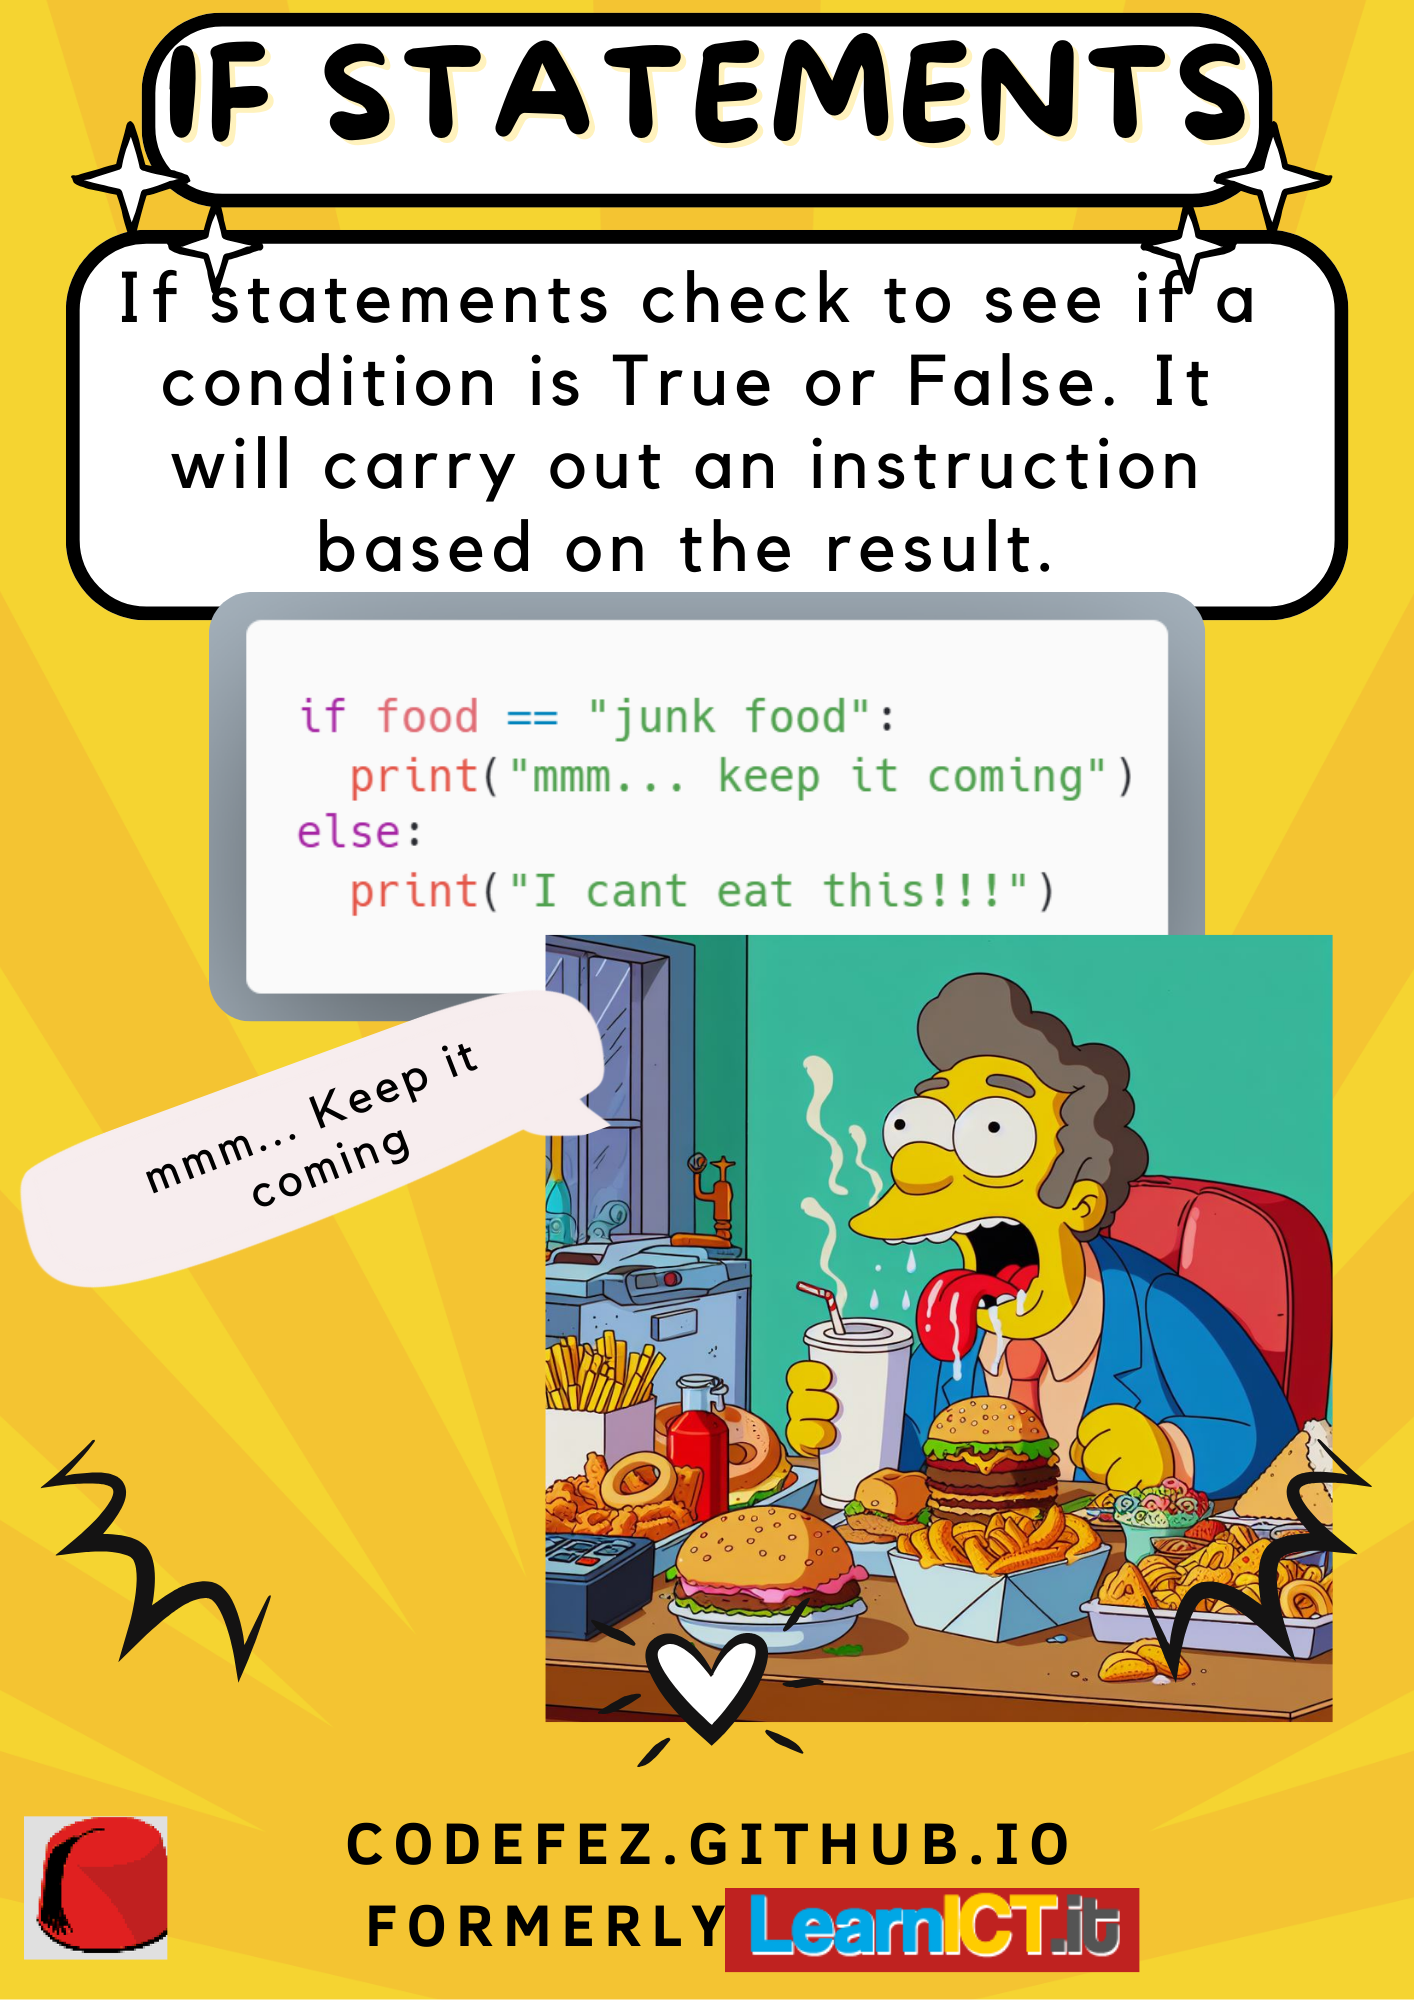 IF STATEMENTS
If statements check to see if a
condition is True or False. It
will carry out an instruction
based on the result.
if food == "junk food":
  print("mmm... keep it coming")
else:
  print("I cant eat this!!!")
mmm... Keep it
coming
CODEFEZ.GITHUB.IO
FORMERLY LearnICT.it